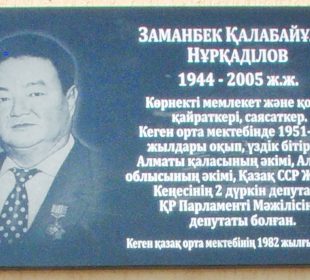 ЗАМАНБЕК ҚАЛАБАЙҰ
НҰРҚАДІЛОВ
1944 - 2005 ж.ж.
Көрнекті мемлекет және қо
қайраткері, саясаткер.
Кеген орта мектебінде 1951-
жылдары оқып, үздік бітір
Алматы қаласының әкімі, Ал
облысының әкімі, Қазақ ССР Ж
Кеңесінің 2 дүркін депута
ҚР Парламенті Мәжілісін
депутаты болған.
Кеген қазақ орта мектебінің 1982 жылғ